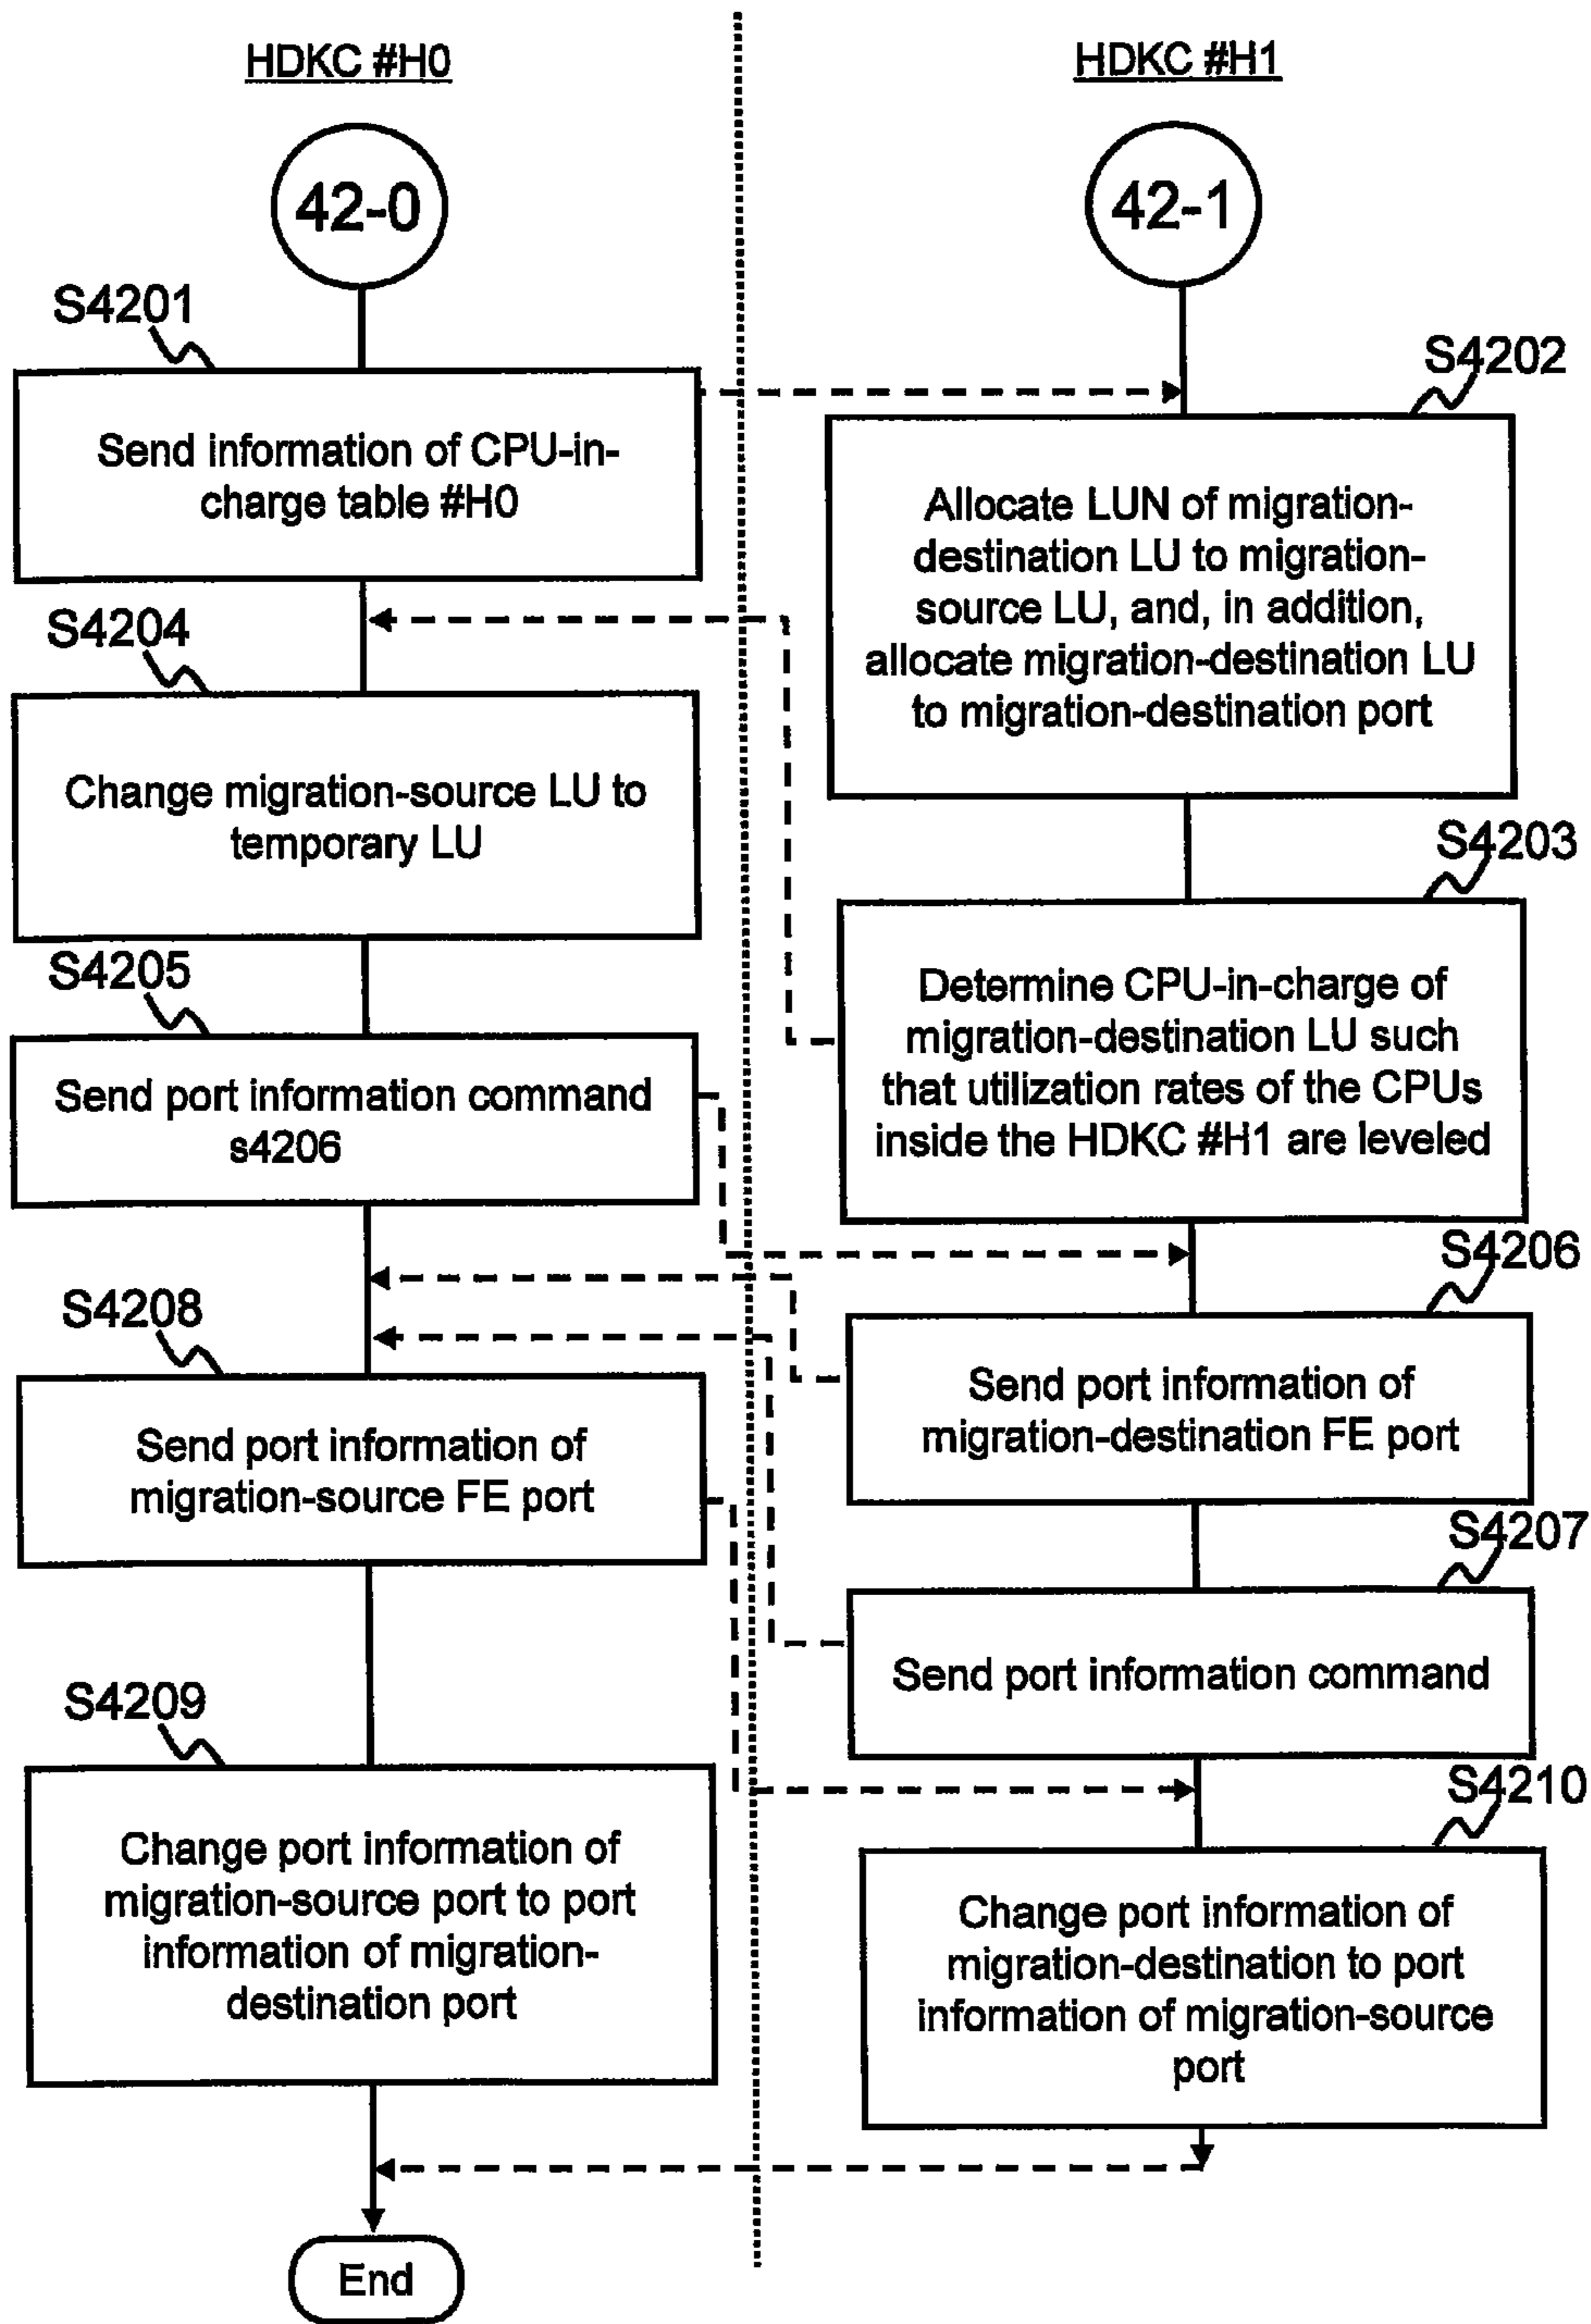 HDKC #H0
HDKC #H1
42-0
42-1
S4201
Send information of CPU-in-
charge table #H0
S4202
Allocate LUN of migration-
destination LU to migration-
source LU, and, in addition,
allocate migration-destination LU
to migration-destination port
S4203
Determine CPU-in-charge of
migration-destination LU such
that utilization rates of the CPUs
inside the HDKC #H1 are leveled
S4204
Change migration-source LU to
temporary LU
S4205
Send port information command
s4206
S4206
Send port information of
migration-destination FE port
S4207
Send port information command
S4208
Send port information of
migration-source FE port
S4209
Change port information of
migration-source port to port
information of migration-
destination port
S4210
Change port information of
migration-destination to port
information of migration-source
port
End